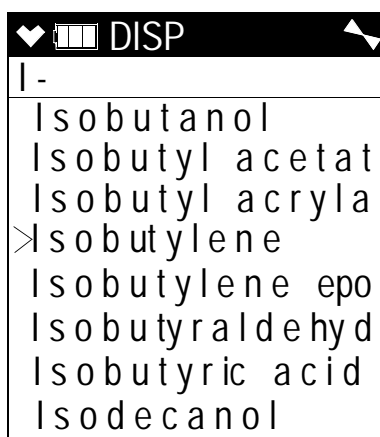 DISP
I-
Isobutanol
Isobutyl acetat
Isobutyl acryla
>Isobutylene
Isobutylene epo
Isobutyraldehyd
Isobutyric acid
Isodecanol